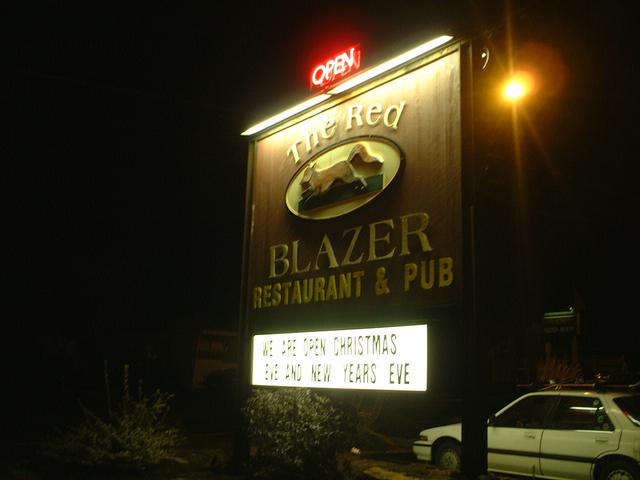 OPEN
The Red
BLAZER
RESTAURANT & PUB
WE ARE OPEN CHRISTMAS
EVE AND NEW YEARS EVE